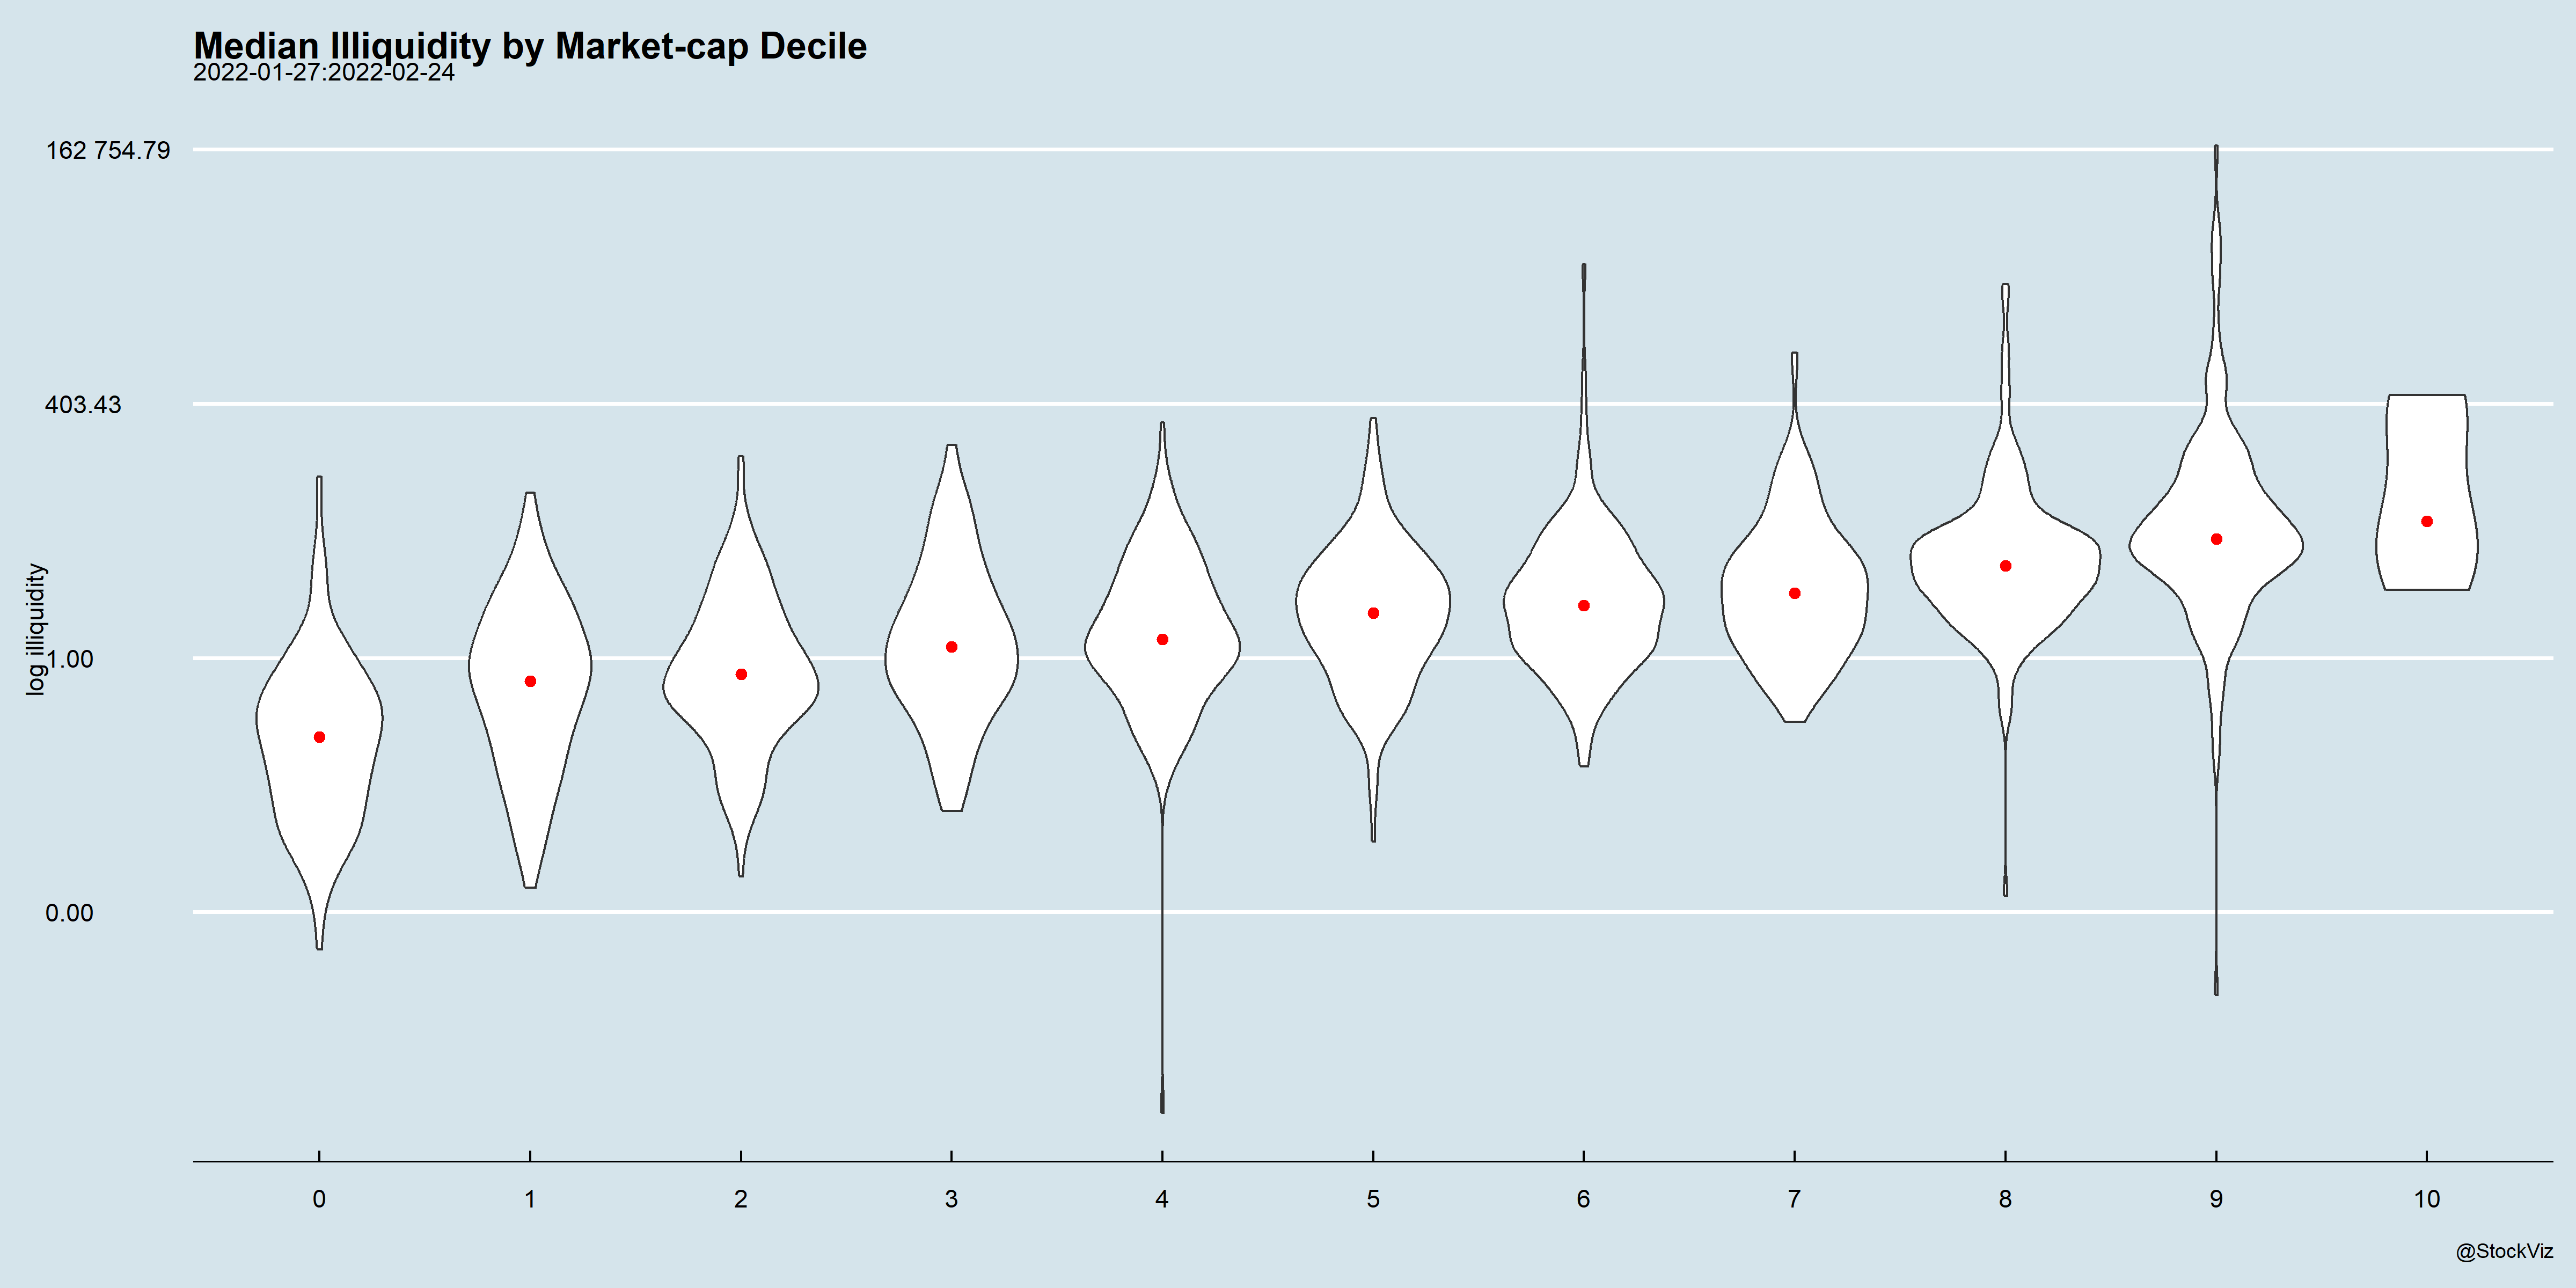 Median Illiquidity by Market-cap Decile
2022-01-27:2022-02-24
162 754.79
403.43
1.00
0.00
log illiquidity
0 1 2 3 4 5 6 7 8 9 10
@StockViz